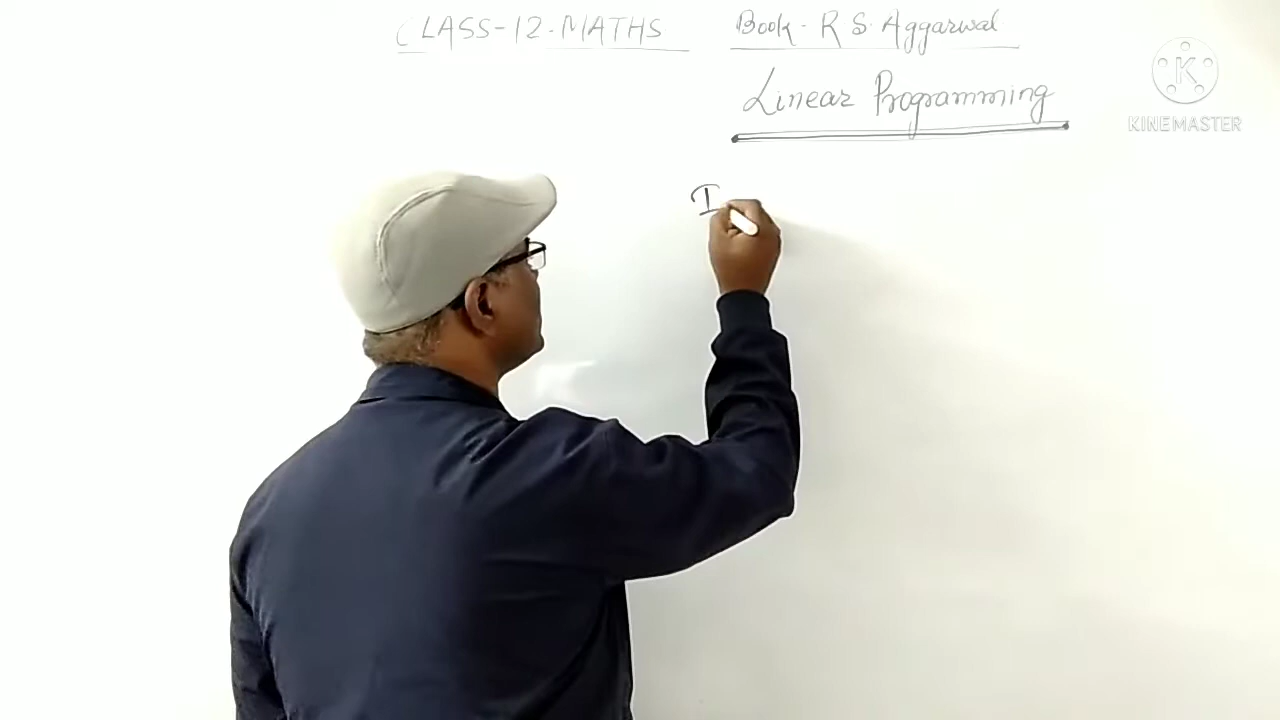 CLASS-12-MATHS Book- R S Aggarwal
Linear Programming
K
KINEMASTER
I